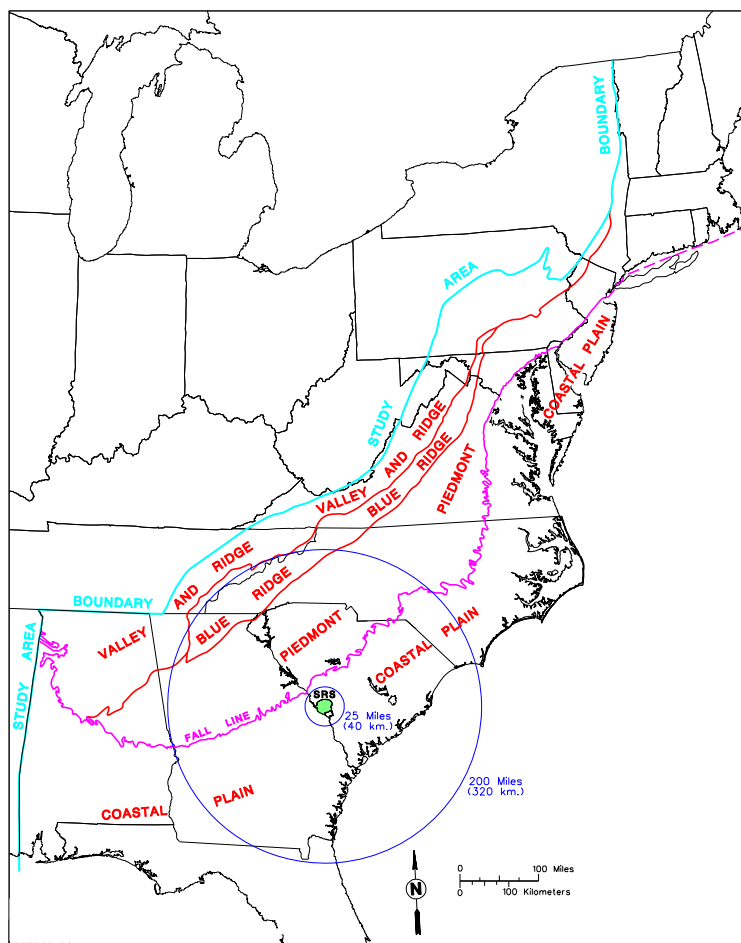 BOUNDARY
AREA
STUDY
COASTAL PLAIN
VALLEY AND RIDGE
BLUE RIDGE
PIEDMONT
AND RIDGE
BLUE RIDGE
BOUNDARY
VALLEY
PIEDMONT
COASTAL PLAIN
STUDY AREA
SRS
25 Miles
(40 km.)
FALL LINE
200 Miles
(320 km.)
COASTAL PLAIN
N
0 100 Miles
0 100 Kilometers